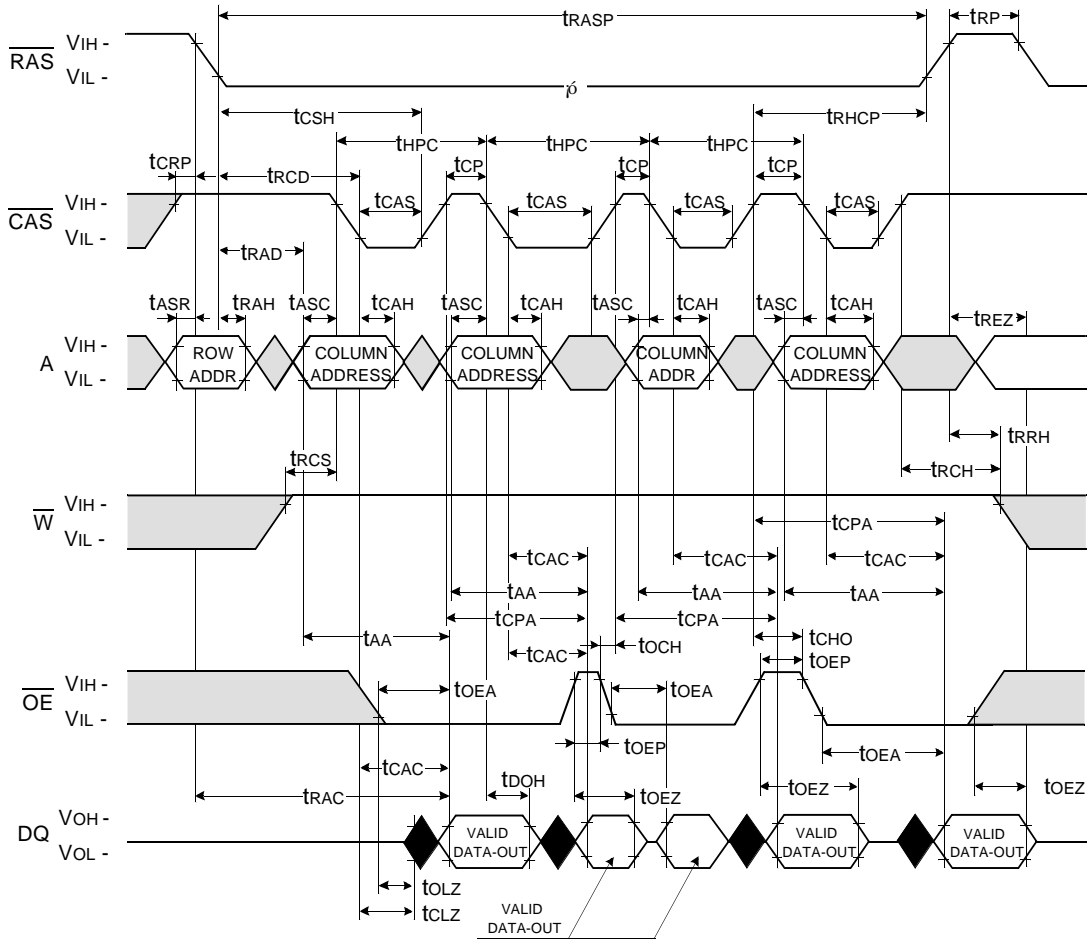 tRASP
tRP
RAS
VIH -
VIL -
tCSH
tRHCP
tHPC
tHPC
tHPC
tCRP
tRCD
tCP
tCP
tCP
CAS
VIH -
VIL -
tCAS
tCAS
tCAS
tCAS
tRAD
tASR
tRAH
tASC
tCAH
tASC
tCAH
tASC
tCAH
tASC
tCAH
tREZ
A
VIH -
VIL -
ROW
ADDR
COLUMN
ADDRESS
COLUMN
ADDRESS
COLUMN
ADDR
COLUMN
ADDRESS
tRRH
tRCS
tRCH
W
VIH -
VIL -
tCPA
tCAC
tCAC
tCAC
tAA
tAA
tAA
tCPA
tCPA
tAA
tCAC
tOCH
tCHO
tOEP
OE
VIH -
VIL -
tOEA
tOEA
tOEP
tOEA
tCAC
tDOH
tRAC
tOEZ
tOEZ
tOEZ
DQ
VOH -
VOL -
VALID
DATA-OUT
VALID
DATA-OUT
VALID
DATA-OUT
tOLZ
tCLZ
VALID
DATA-OUT